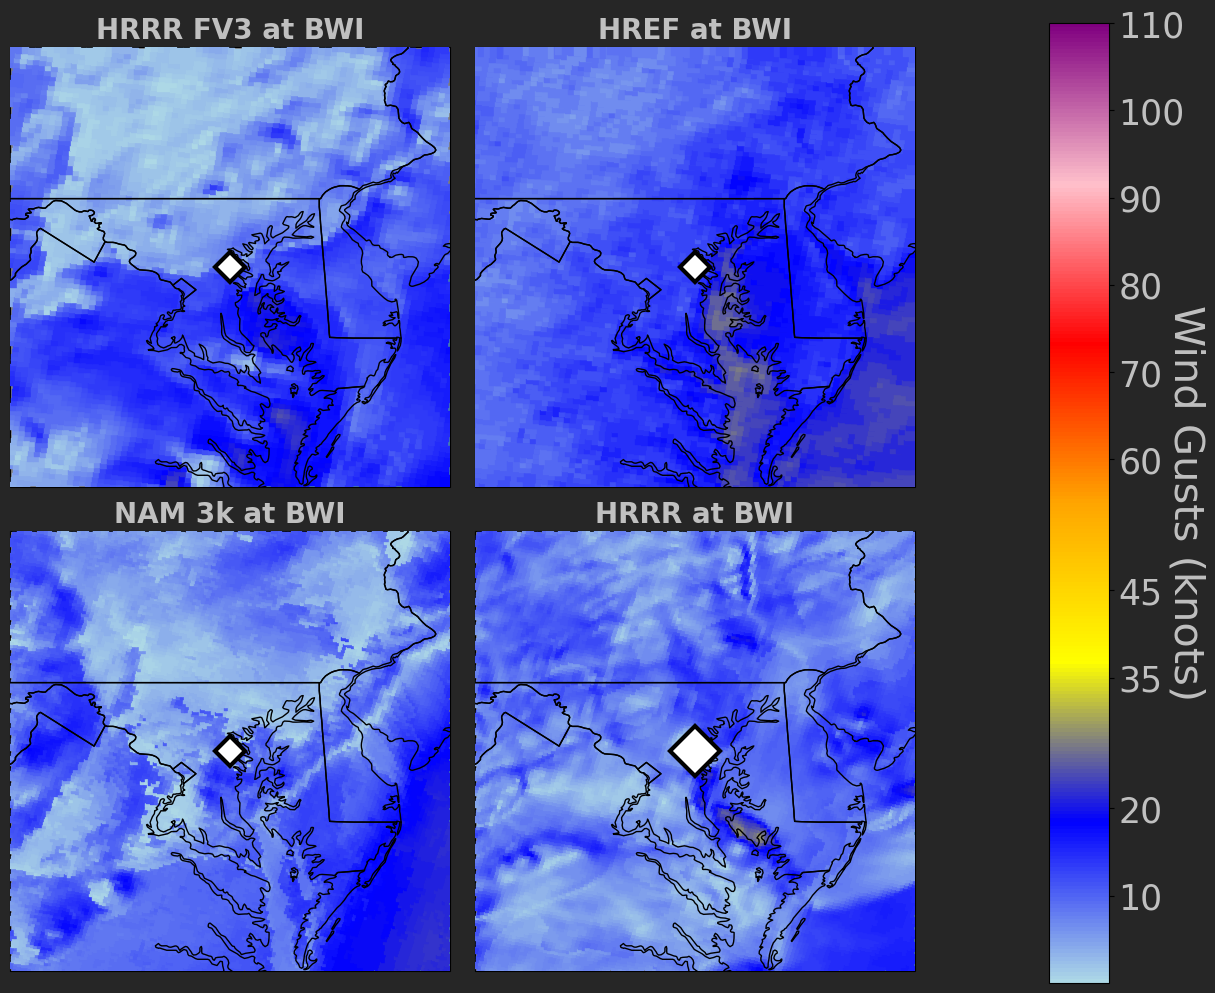 HRRR FV3 at BWI
HREF at BWI
NAM 3k at BWI
HRRR at BWI
110
100
90
80
70
60
45
35
20
10
Wind Gusts (knots)